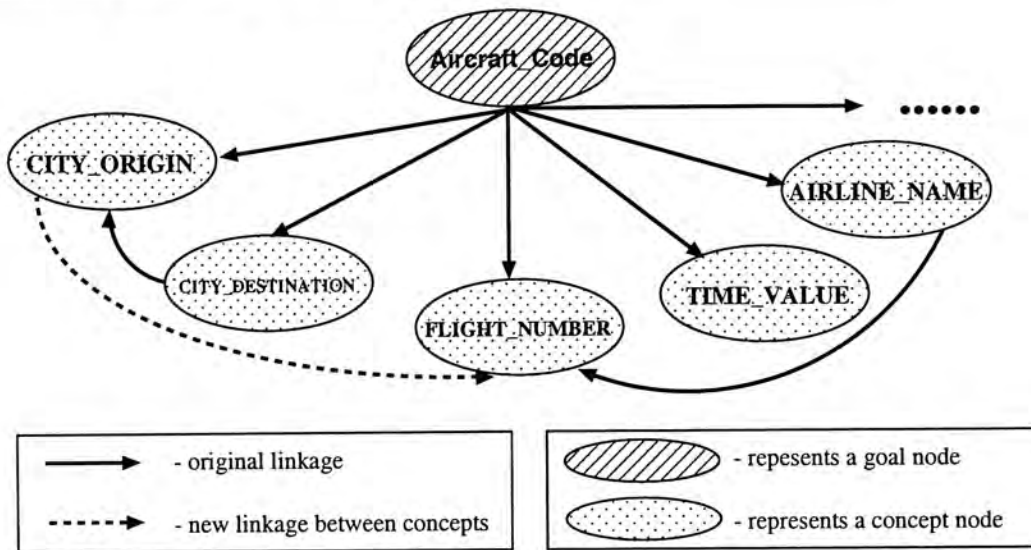 Aircraft_Code
......
CITY_ORIGIN
AIRLINE_NAME
CITY_DESTINATION
TIME_VALUE
FLIGHT_NUMBER
- original linkage
- new linkage between concepts
- repesents a goal node
- represents a concept node